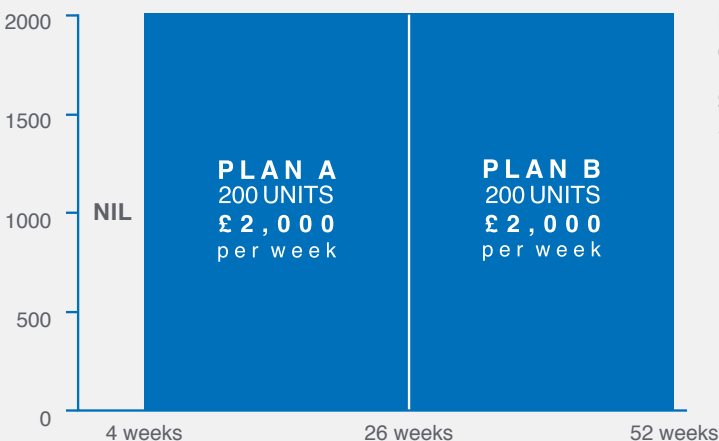 2000
1500
1000
500
0
NIL
PLAN A
200 UNITS
£2,000
per week
PLAN B
200 UNITS
£2,000
per week
4 weeks
26 weeks
52 weeks